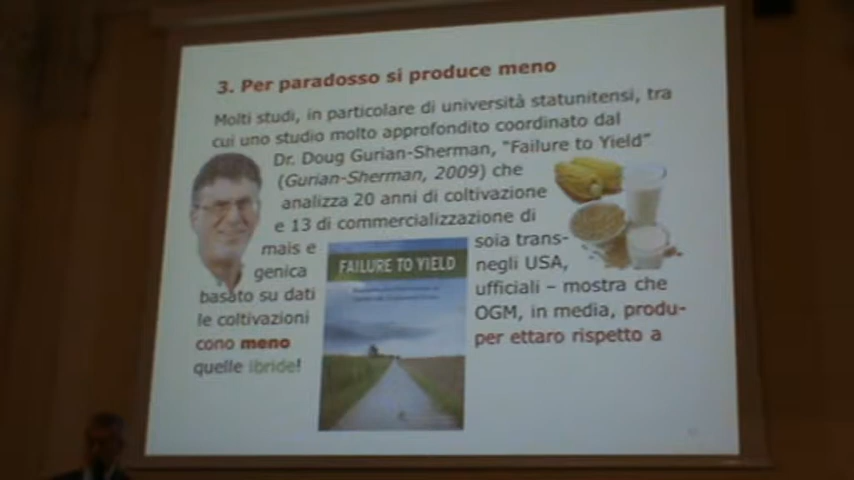 3. Per paradosso si produce meno
Molti studi, in particolare di università statunitensi, tra
cui uno studio molto approfondito coordinato dal
Dr. Doug Gurian-Sherman, "Failure to Yield"
(Gurian-Sherman, 2009) che
analizza 20 anni di coltivazione
e 13 di commercializzazione di
mais e soia trans-
genica negli USA,
basato su dati ufficiali – mostra che
le coltivazioni OGM, in media, produ-
cono meno per ettaro rispetto a
quelle ibride!
FAILURE TO YIELD